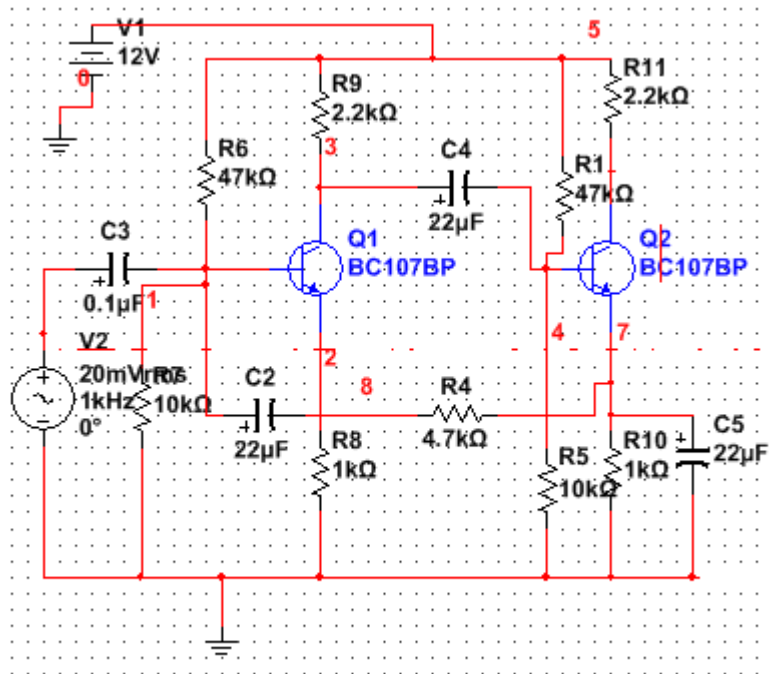 V1
12V
0
5
R9
2.2kΩ
R11
2.2kΩ
3
C4
R6
47kΩ
R1
47kΩ
22µF
+
C3
Q1
BC107BP
Q2
BC107BP
+
0.1µF
1
4
7
V2
2
20mVrms
R7
1kHz
10kΩ
0°
C2
8
R4
4.7kΩ
+
22µF
R8
1kΩ
R5
10kΩ
R10
1kΩ
C5
22µF
+